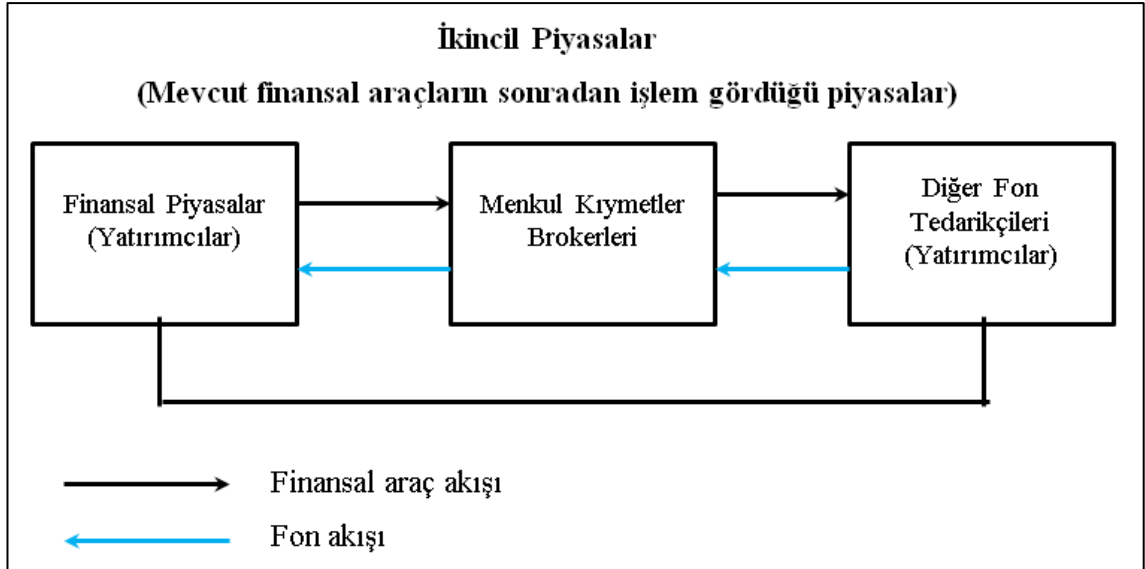 İkincil Piyasalar
(Mevcut finansal araçların sonradan işlem gördüğü piyasalar)
Finansal Piyasalar
(Yatırımcılar)
Menkul Kıymetler
Brokerleri
Diğer Fon
Tedarikçileri
(Yatırımcılar)
Finansal araç akışı
Fon akışı